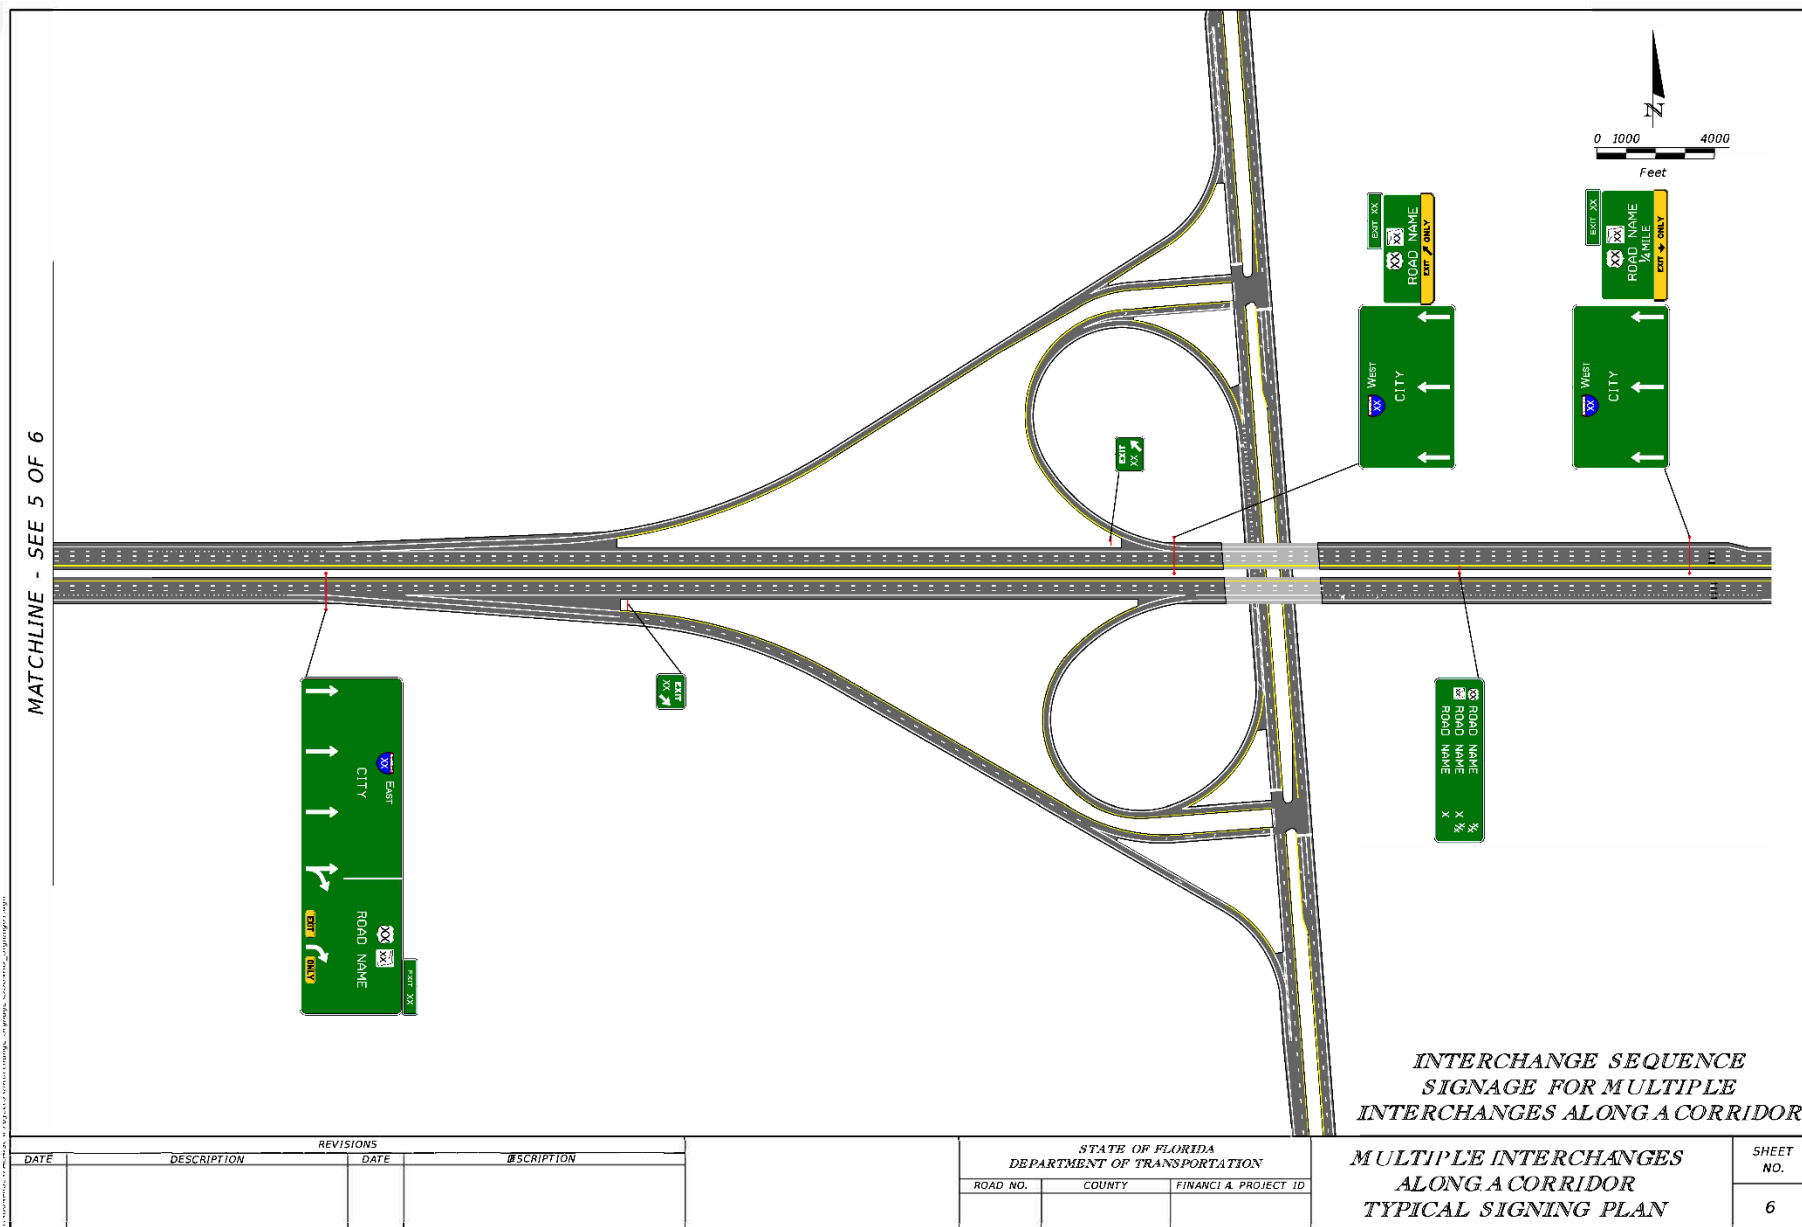 0 1000 4000
Feet
N
EXIT XX
XX XX
ROAD NAME
EXIT ONLY
WEST
XX
CITY
EXIT XX
XX XX
ROAD NAME
¼ MILE
EXIT ONLY
WEST
XX
CITY
EXIT
XX
MATCHLINE - SEE 5 OF 6
EXIT
XX
XX EAST
CITY
EXIT XX
XX XX
ROAD NAME
EXIT ONLY
XX ROAD NAME X/X
XX ROAD NAME X X/X
ROAD NAME X
INTERCHANGE SEQUENCE
SIGNAGE FOR MULTIPLE
INTERCHANGES ALONG A CORRIDOR
REVISIONS
DATE DESCRIPTION DATE DESCRIPTION
STATE OF FLORIDA
DEPARTMENT OF TRANSPORTATION
ROAD NO. COUNTY FINANCIAL PROJECT ID
MULTIPLE INTERCHANGES
ALONG A CORRIDOR
TYPICAL SIGNING PLAN
SHEET
NO.
6